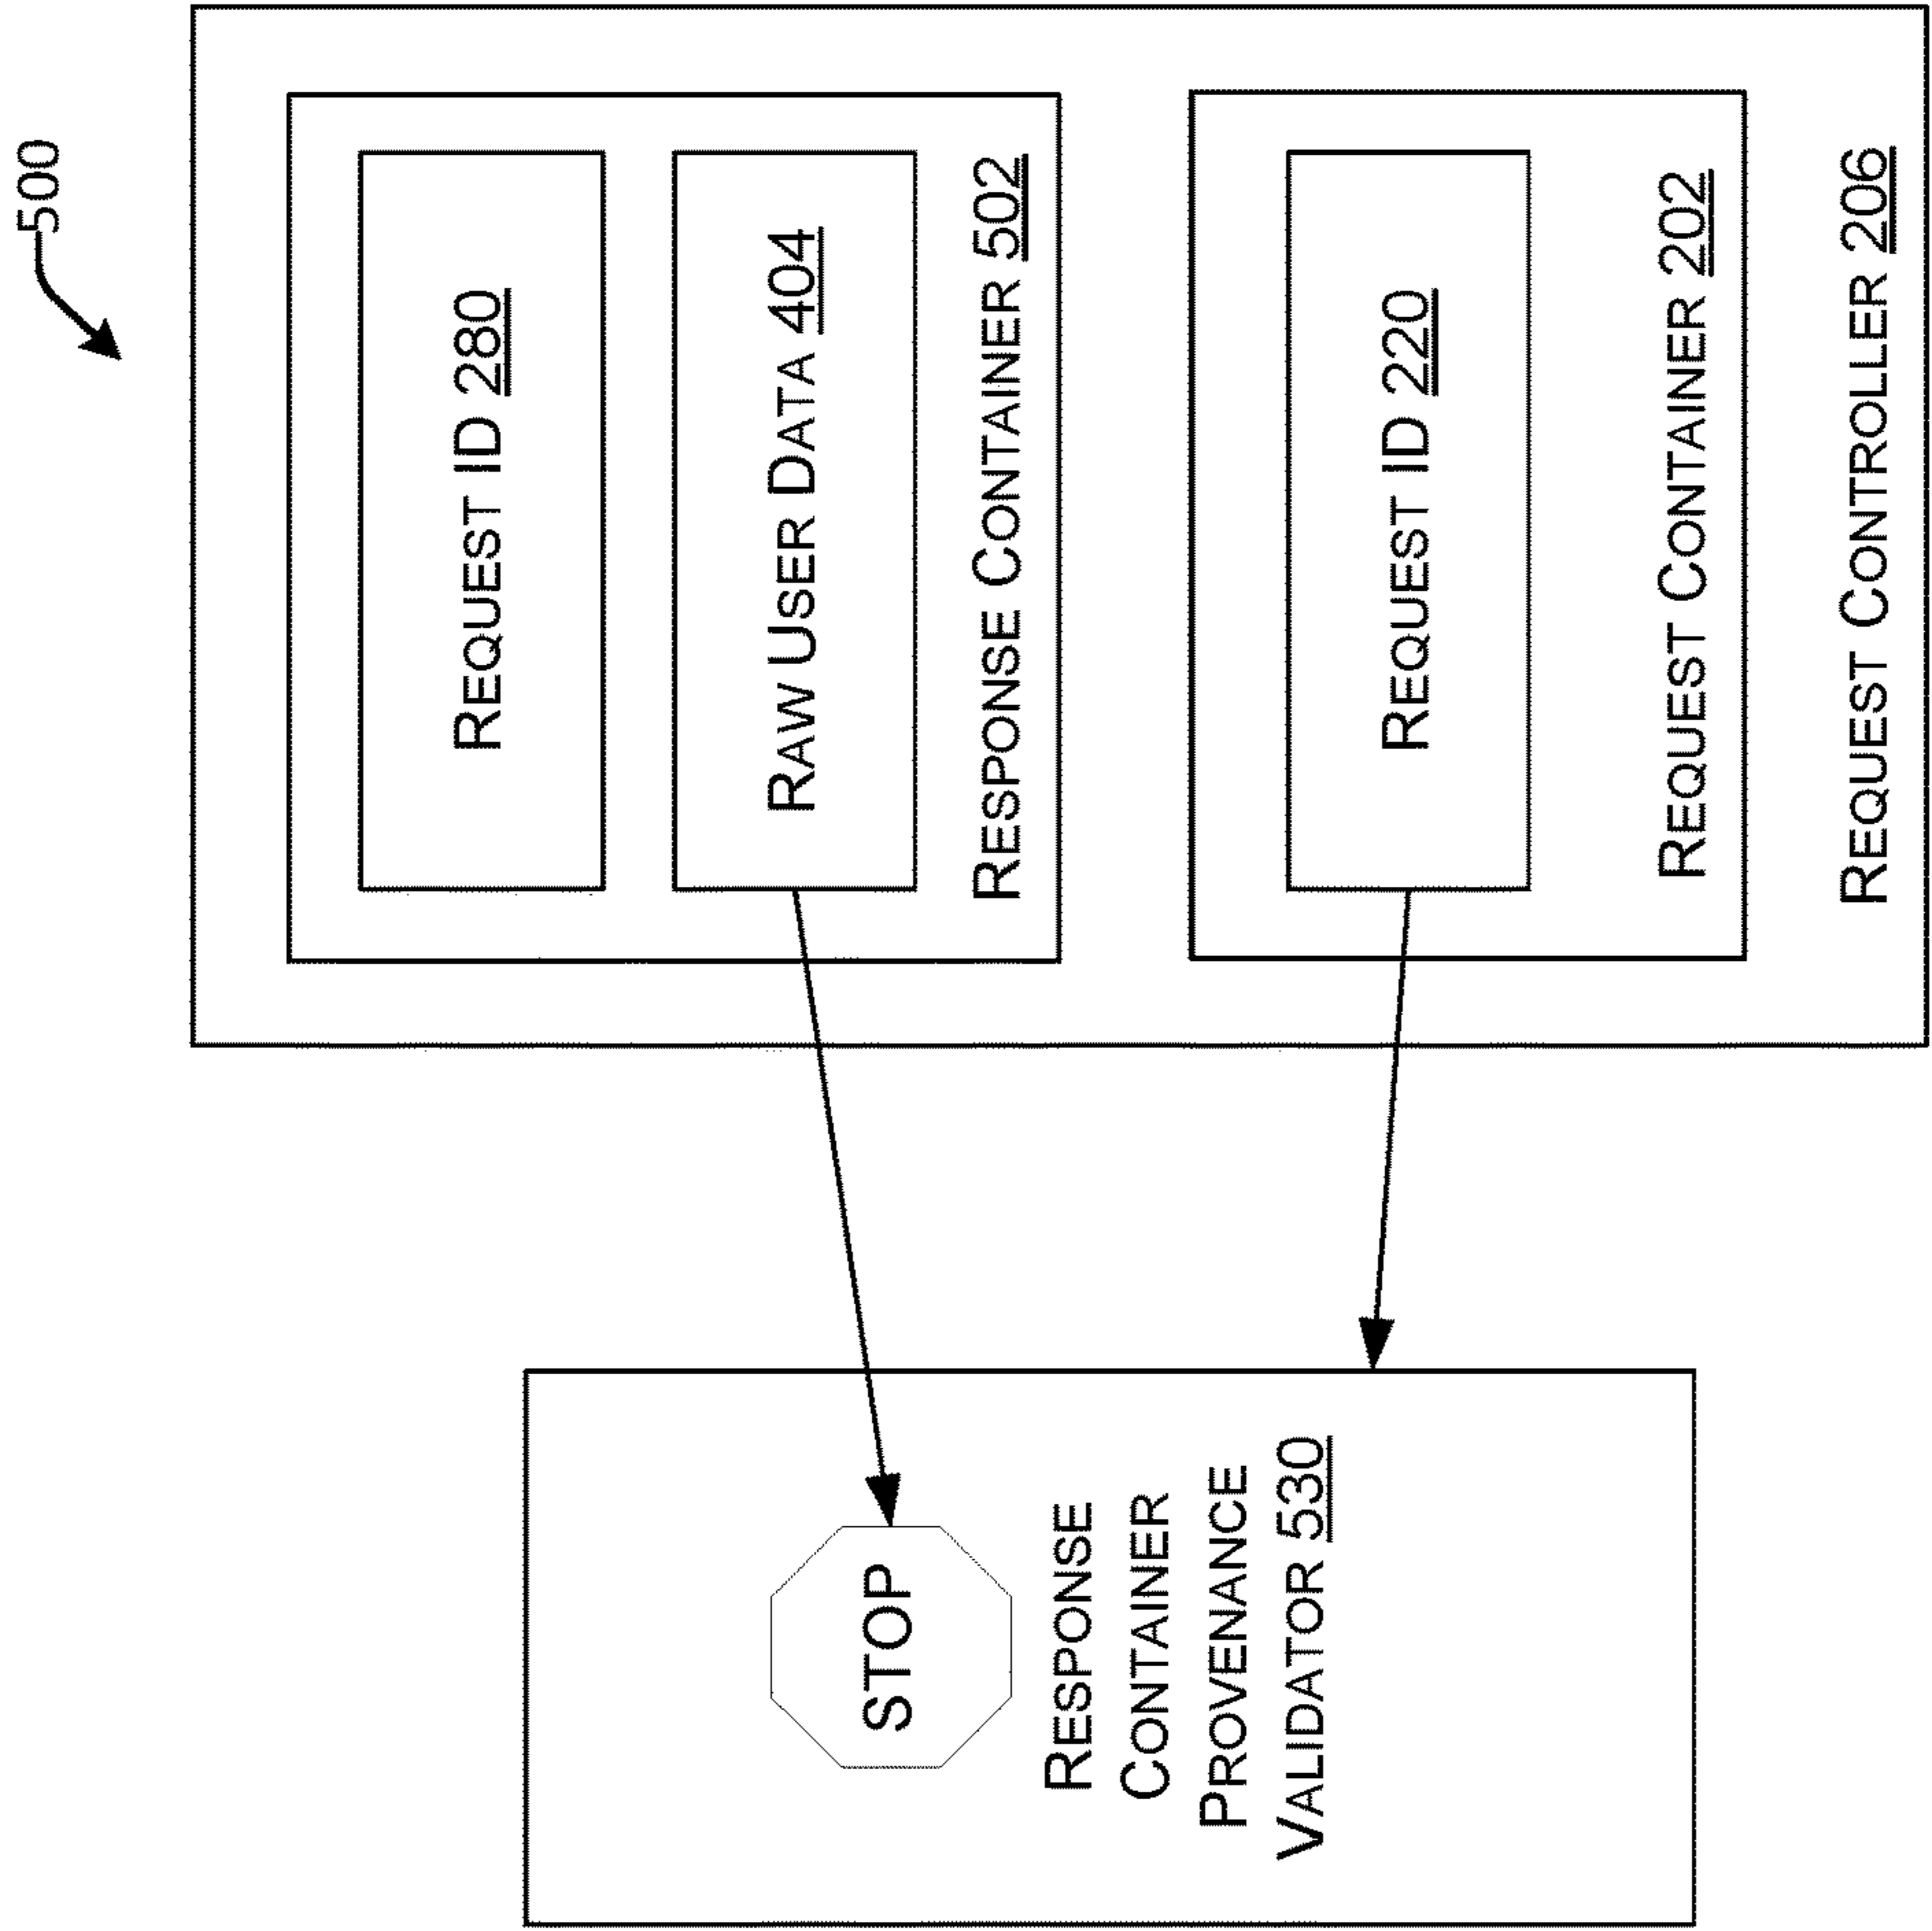 500
STOP
RESPONSE
CONTAINER
PROVENANCE
VALIDATOR 530
REQUEST ID 280
RAW USER DATA 404
RESPONSE CONTAINER 502
REQUEST ID 220
REQUEST CONTAINER 202
REQUEST CONTROLLER 206